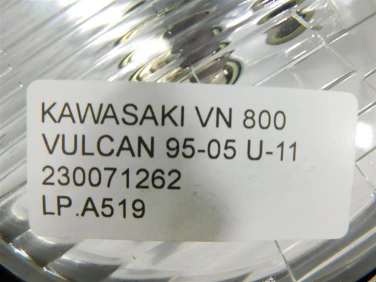 KAWASAKI VN 800
VULCAN 95-05 U-11
230071262
LP.A519